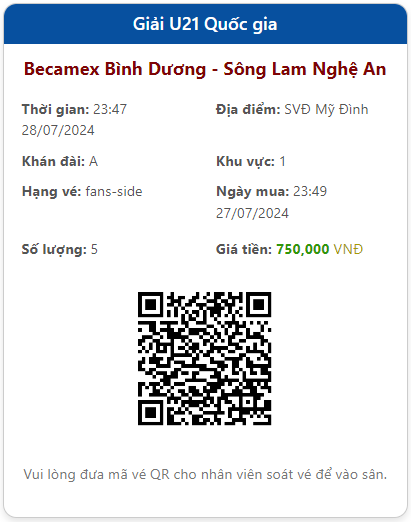 Giải U21 Quốc gia
Becamex Bình Dương - Sông Lam Nghệ An
Thời gian: 23:47 28/07/2024
Địa điểm: SVĐ Mỹ Đình
Khán đài: A
Khu vực: 1
Hạng vé: fans-side
Ngày mua: 23:49 27/07/2024
Số lượng: 5
Giá tiền: 750,000 VNĐ
Vui lòng đưa mã vé QR cho nhân viên soát vé để vào sân.